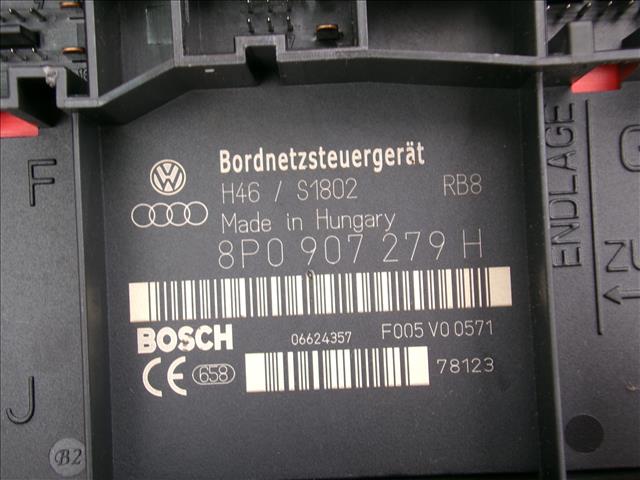 Bordnetzsteuergerät
H46 / S1802 RB8
Made in Hungary
8P0 907 279 H
BOSCH 06624357 F005 V0 0571
CE 658 78123
F
J
B2
ENDLAGE
ZU